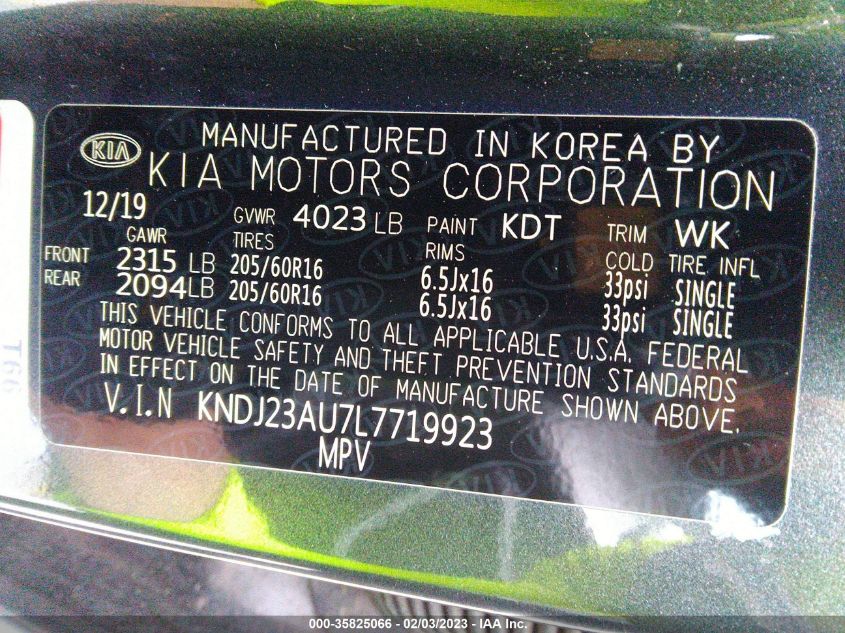 KIA
MANUFACTURED IN KOREA BY
KIA MOTORS CORPORATION
12/19 GVWR 4023 LB PAINT KDT TRIM WK
GAWR TIRES RIMS COLD TIRE INFL
FRONT 2315 LB 205/60R16 6.5Jx16 33psi SINGLE
REAR 2094 LB 205/60R16 6.5Jx16 33psi SINGLE
THIS VEHICLE CONFORMS TO ALL APPLICABLE U.S.A. FEDERAL
MOTOR VEHICLE SAFETY AND THEFT PREVENTION STANDARDS
IN EFFECT ON THE DATE OF MANUFACTURE SHOWN ABOVE.
V.I.N KNDJ23AU7L7719923
MPV
T66
000-35825066 - 02/03/2023 - IAA Inc.